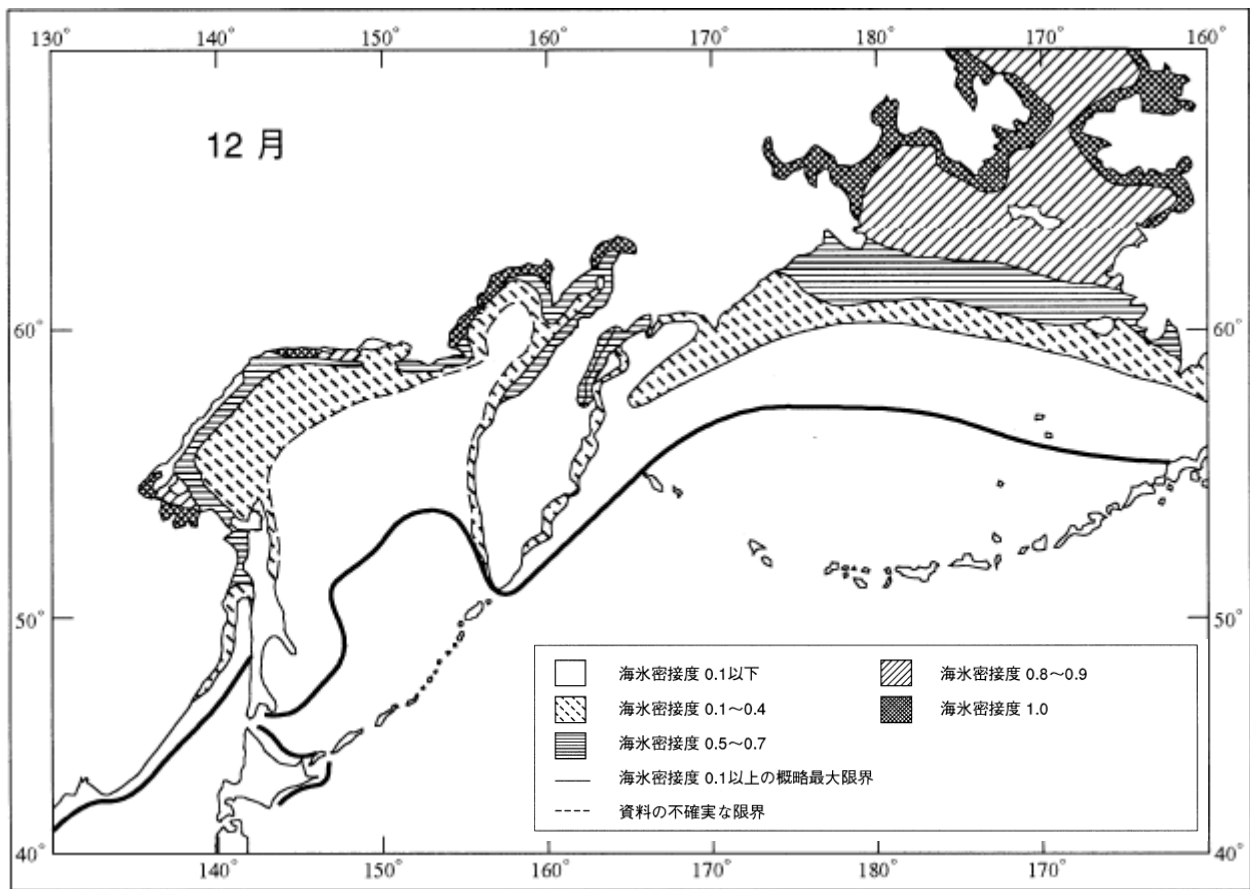 130° 140° 150° 160° 170° 180° 170° 160°
12 月
60° 60°
50° 50°
海氷密接度 0.1以下
海氷密接度 0.8〜0.9
海氷密接度 0.1〜0.4
海氷密接度 1.0
海氷密接度 0.5〜0.7
海氷密接度 0.1以上の概略最大限界
資料の不確実な限界
40° 40°
140° 150° 160° 170° 180° 170°